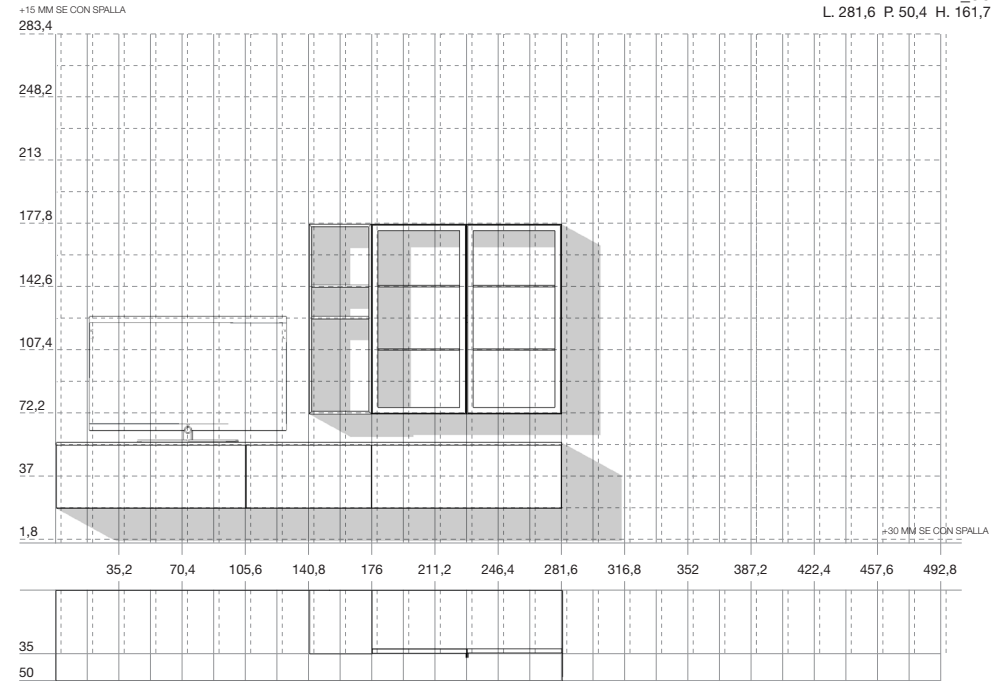 +15 MM SE CON SPALLA
L. 281,6 P. 50,4 H. 161,7
283,4
248,2
213
177,8
142,6
107,4
72,2
37
1,8
+30 MM SE CON SPALLA
35,2 70,4 105,6 140,8 176 211,2 246,4 281,6 316,8 352 387,2 422,4 457,6 492,8
35
50